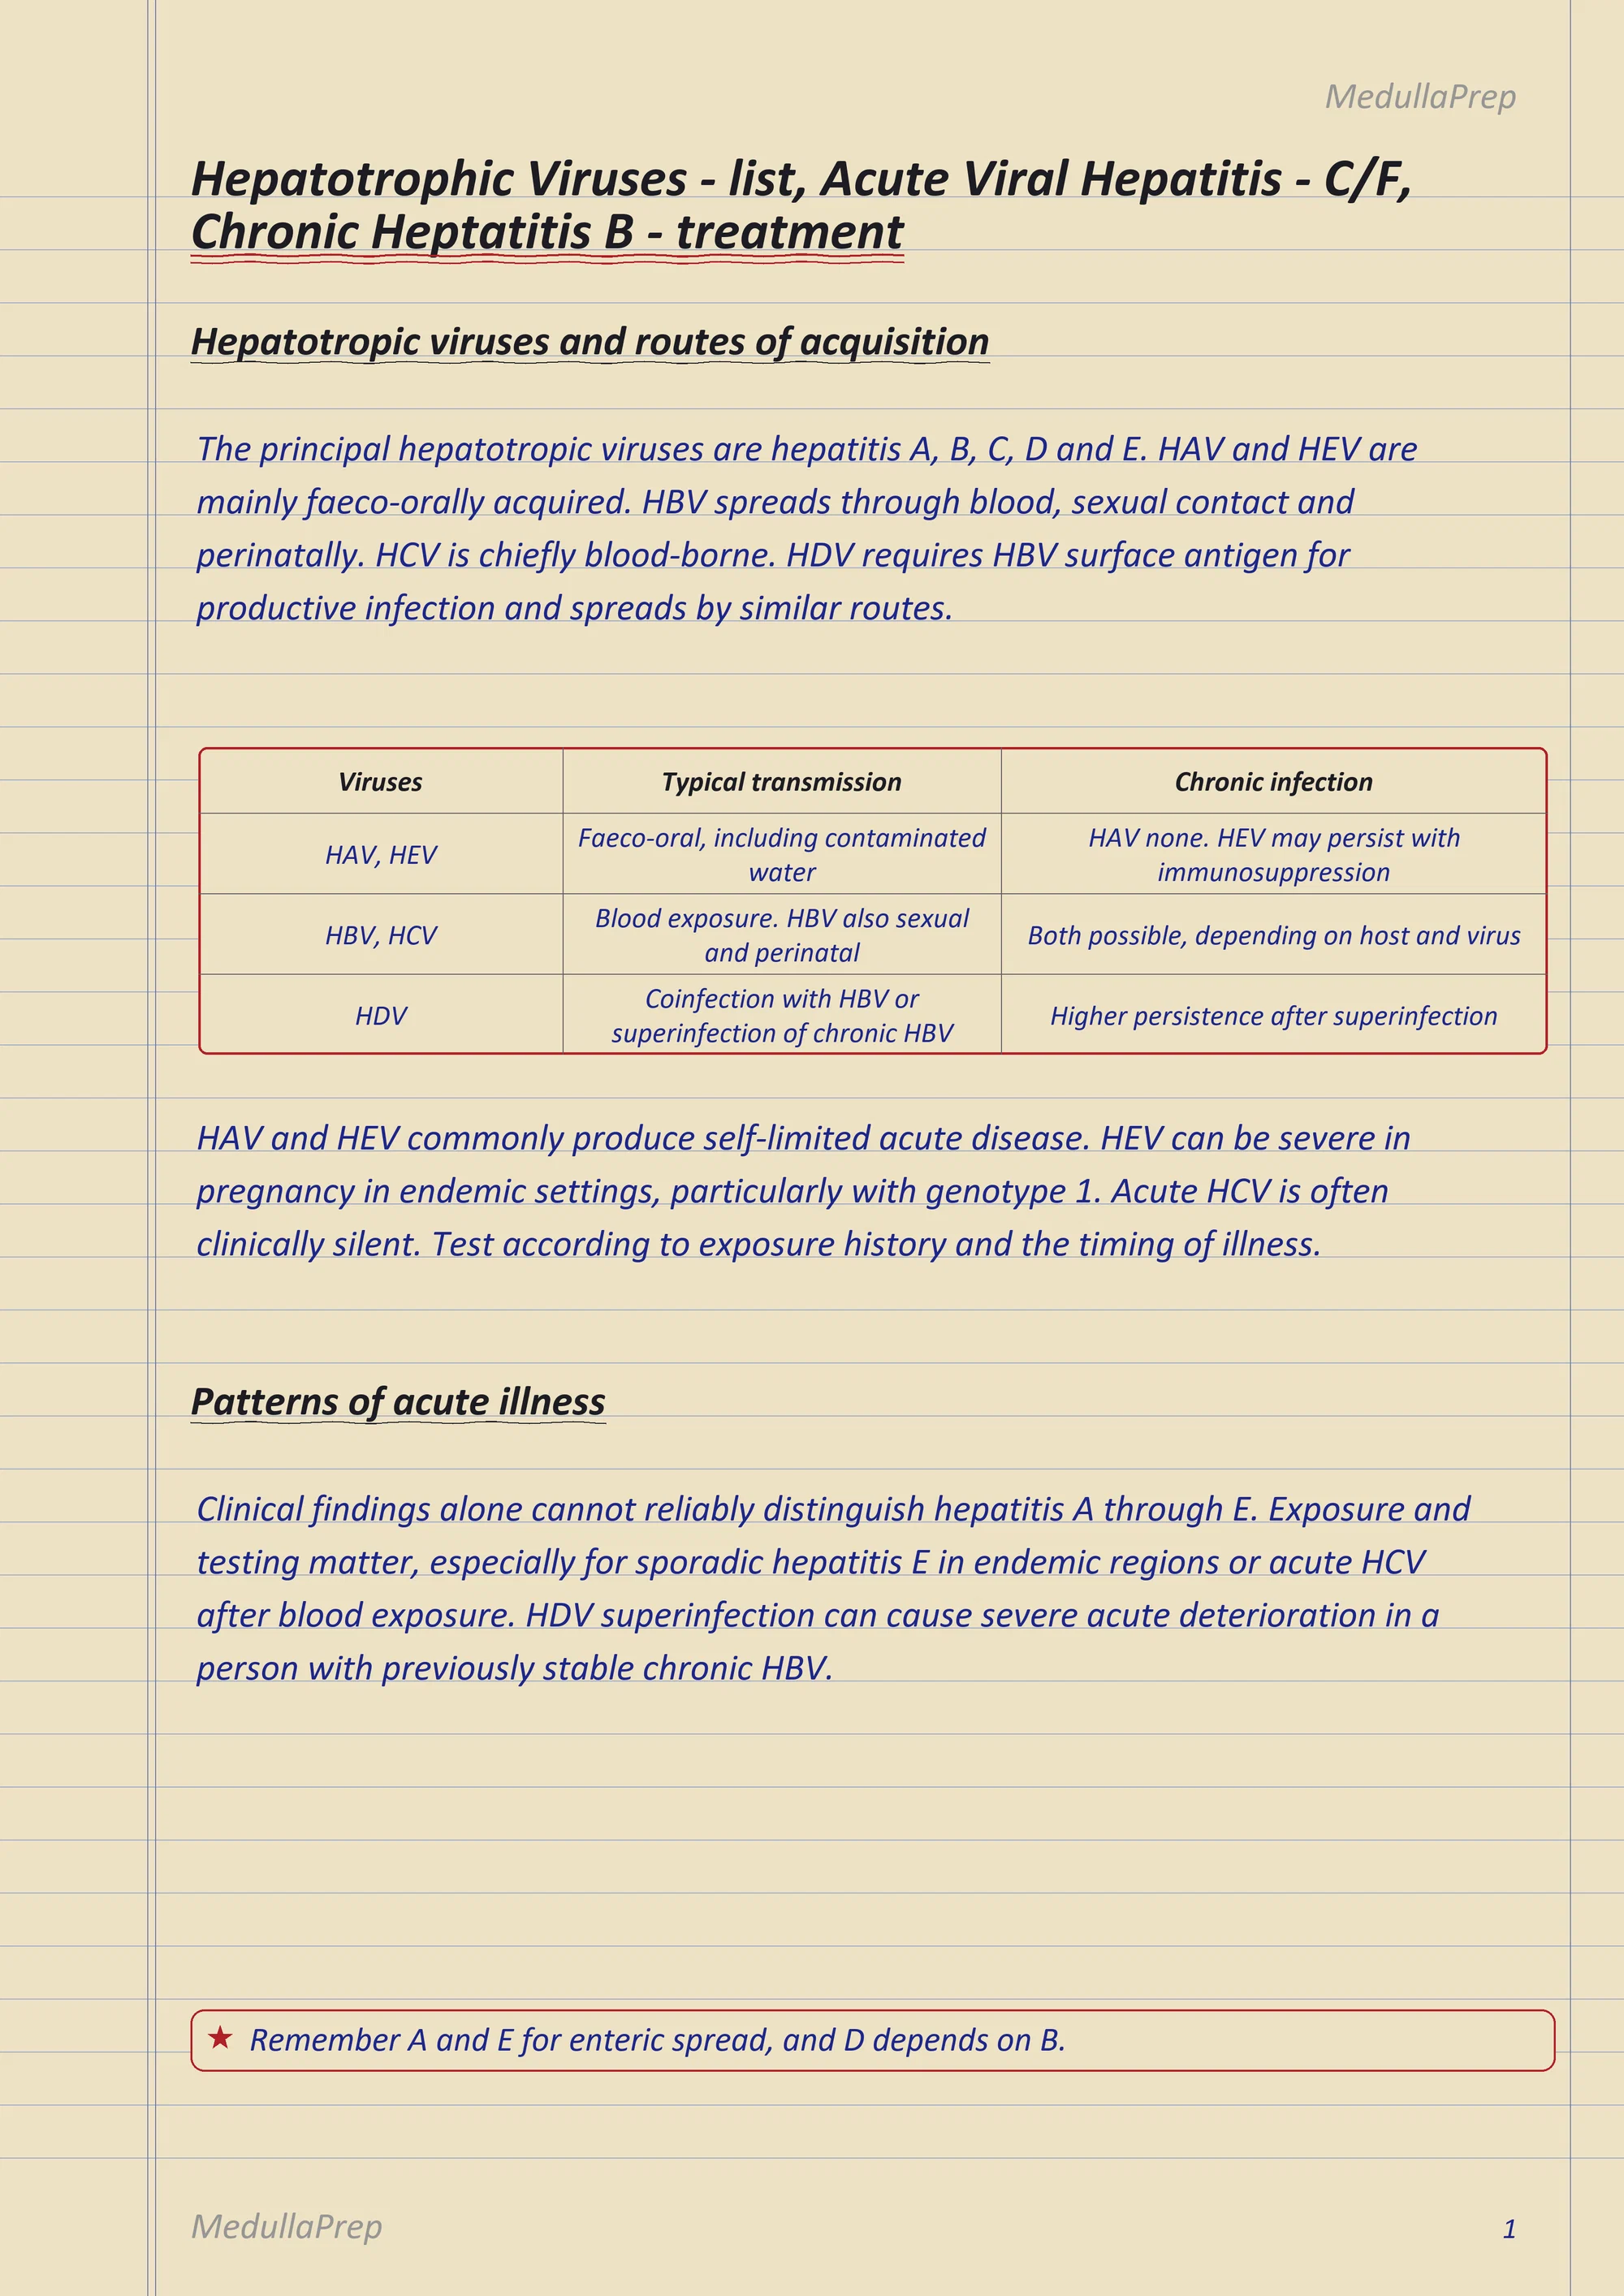 MedullaPrep
Hepatotrophic Viruses - list, Acute Viral Hepatitis - C/F,
Chronic Heptatitis B - treatment
Hepatotropic viruses and routes of acquisition
The principal hepatotropic viruses are hepatitis A, B, C, D and E. HAV and HEV are
mainly faeco-orally acquired. HBV spreads through blood, sexual contact and
perinatally. HCV is chiefly blood-borne. HDV requires HBV surface antigen for
productive infection and spreads by similar routes.
Viruses Typical transmission Chronic infection
HAV, HEV
Faeco-oral, including contaminated
water
HAV none. HEV may persist with
immunosuppression
HBV, HCV
Blood exposure. HBV also sexual
and perinatal
Both possible, depending on host and virus
HDV
Coinfection with HBV or
superinfection of chronic HBV
Higher persistence after superinfection
HAV and HEV commonly produce self-limited acute disease. HEV can be severe in
pregnancy in endemic settings, particularly with genotype 1. Acute HCV is often
clinically silent. Test according to exposure history and the timing of illness.
Patterns of acute illness
Clinical findings alone cannot reliably distinguish hepatitis A through E. Exposure and
testing matter, especially for sporadic hepatitis E in endemic regions or acute HCV
after blood exposure. HDV superinfection can cause severe acute deterioration in a
person with previously stable chronic HBV.
★ Remember A and E for enteric spread, and D depends on B.
MedullaPrep 1